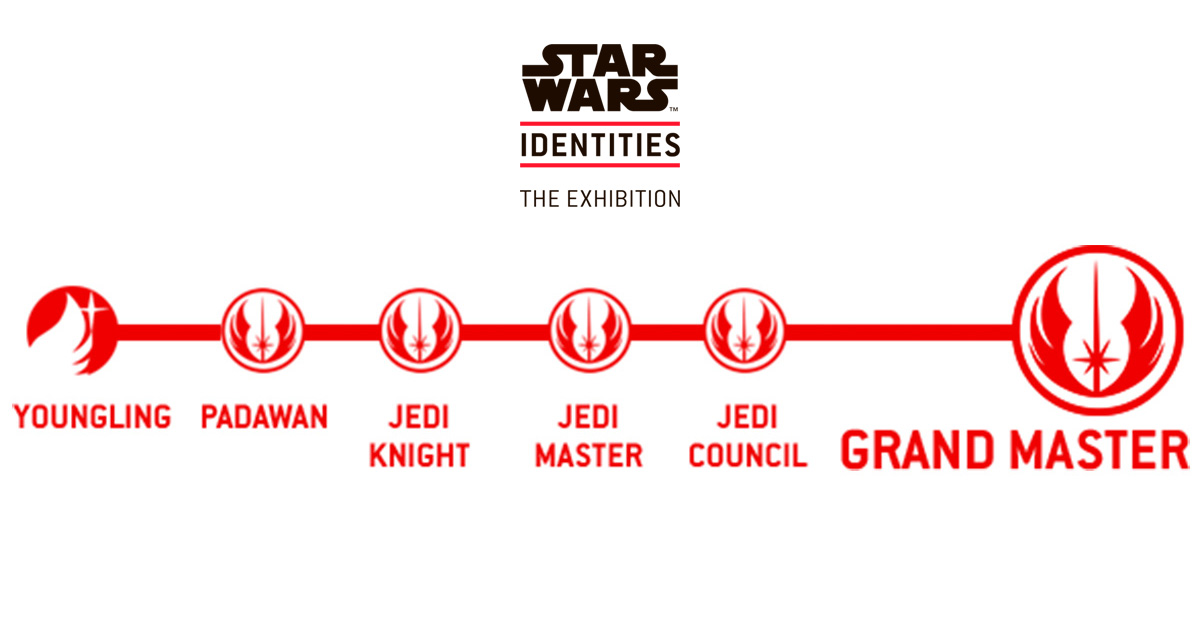 STAR
WARS™
IDENTITIES
THE EXHIBITION
YOUNGLING
PADAWAN
JEDI
KNIGHT
JEDI
MASTER
JEDI
COUNCIL
GRAND MASTER